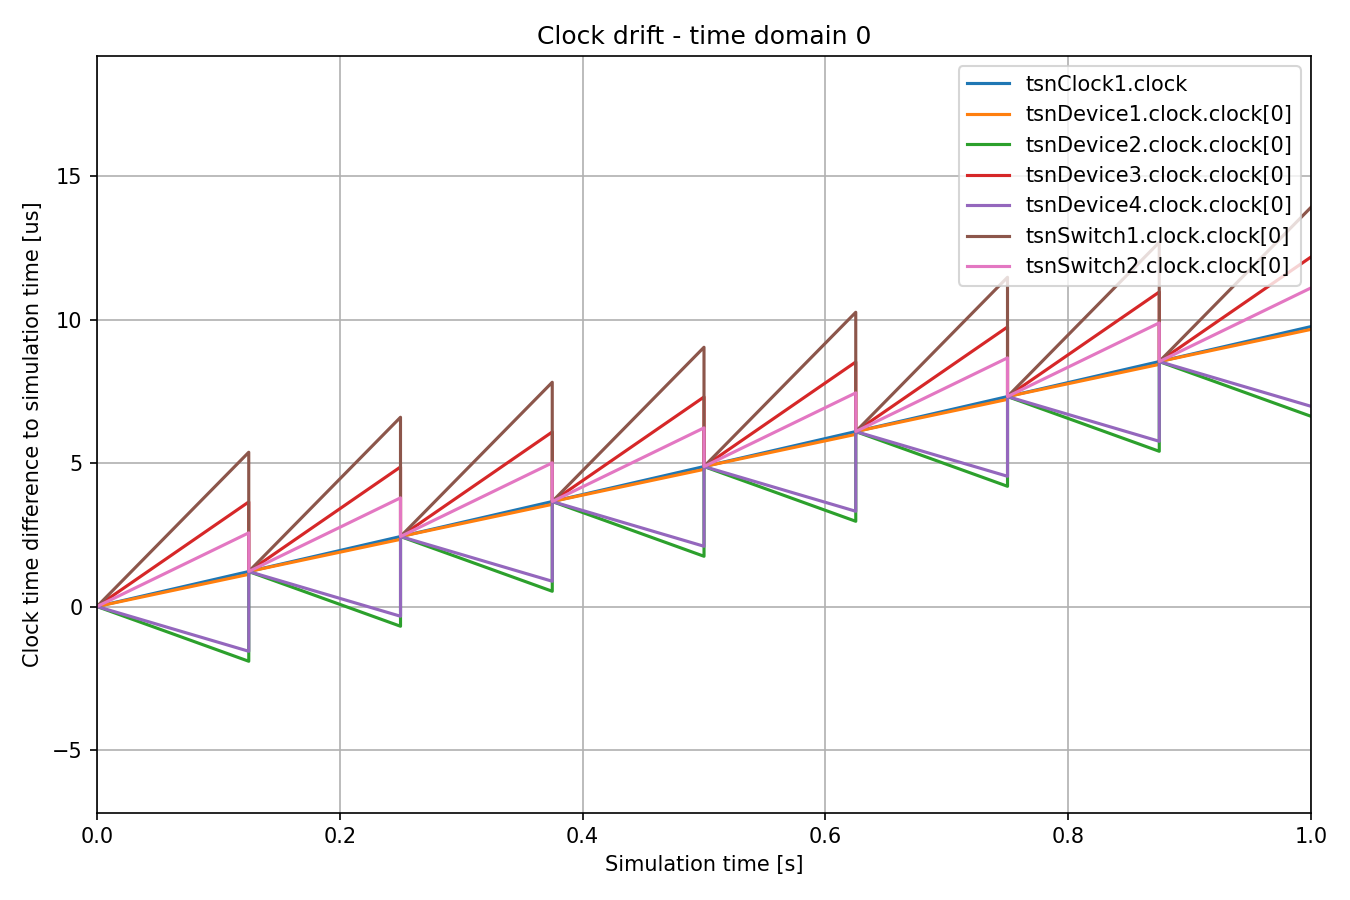 Clock drift - time domain 0
tsnClock1.clock
tsnDevice1.clock.clock[0]
tsnDevice2.clock.clock[0]
tsnDevice3.clock.clock[0]
tsnDevice4.clock.clock[0]
tsnSwitch1.clock.clock[0]
tsnSwitch2.clock.clock[0]
Clock time difference to simulation time [us]
15
10
5
0
−5
0.0 0.2 0.4 0.6 0.8 1.0
Simulation time [s]